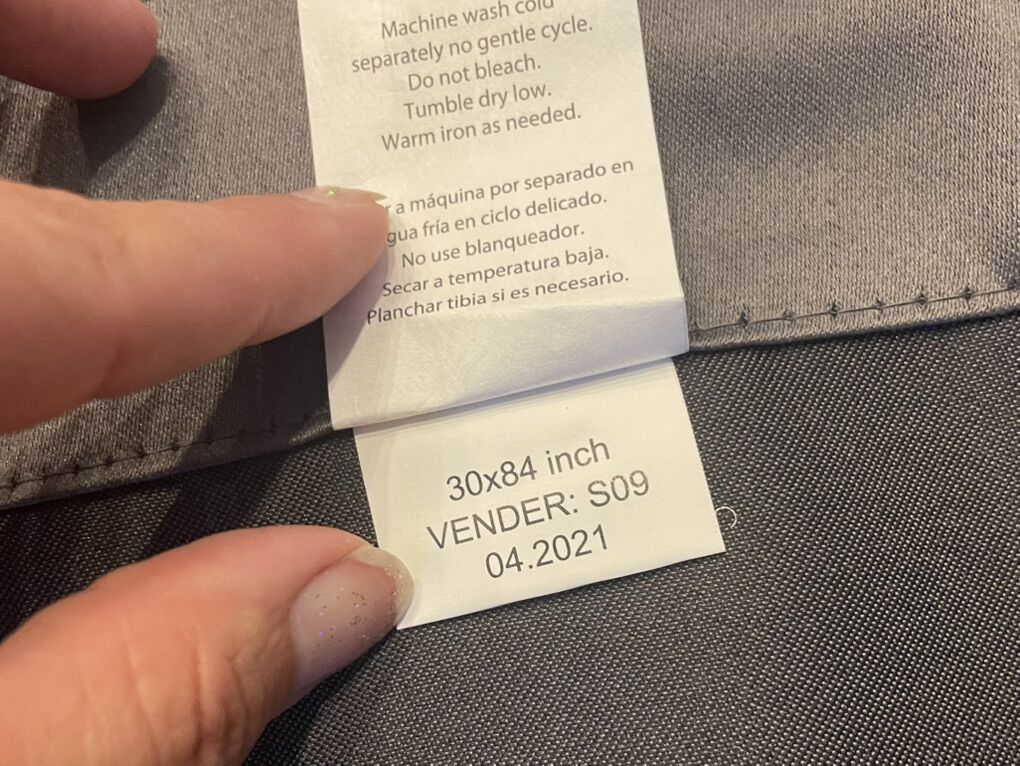 Machine wash cold
separately no gentle cycle.
Do not bleach.
Tumble dry low.
Warm iron as needed.
a máquina por separado en
fría en ciclo delicado.
No use blanqueador.
Secar a temperatura baja.
Planchar tibia si es necesario.
30x84 inch
VENDER: S09
04.2021